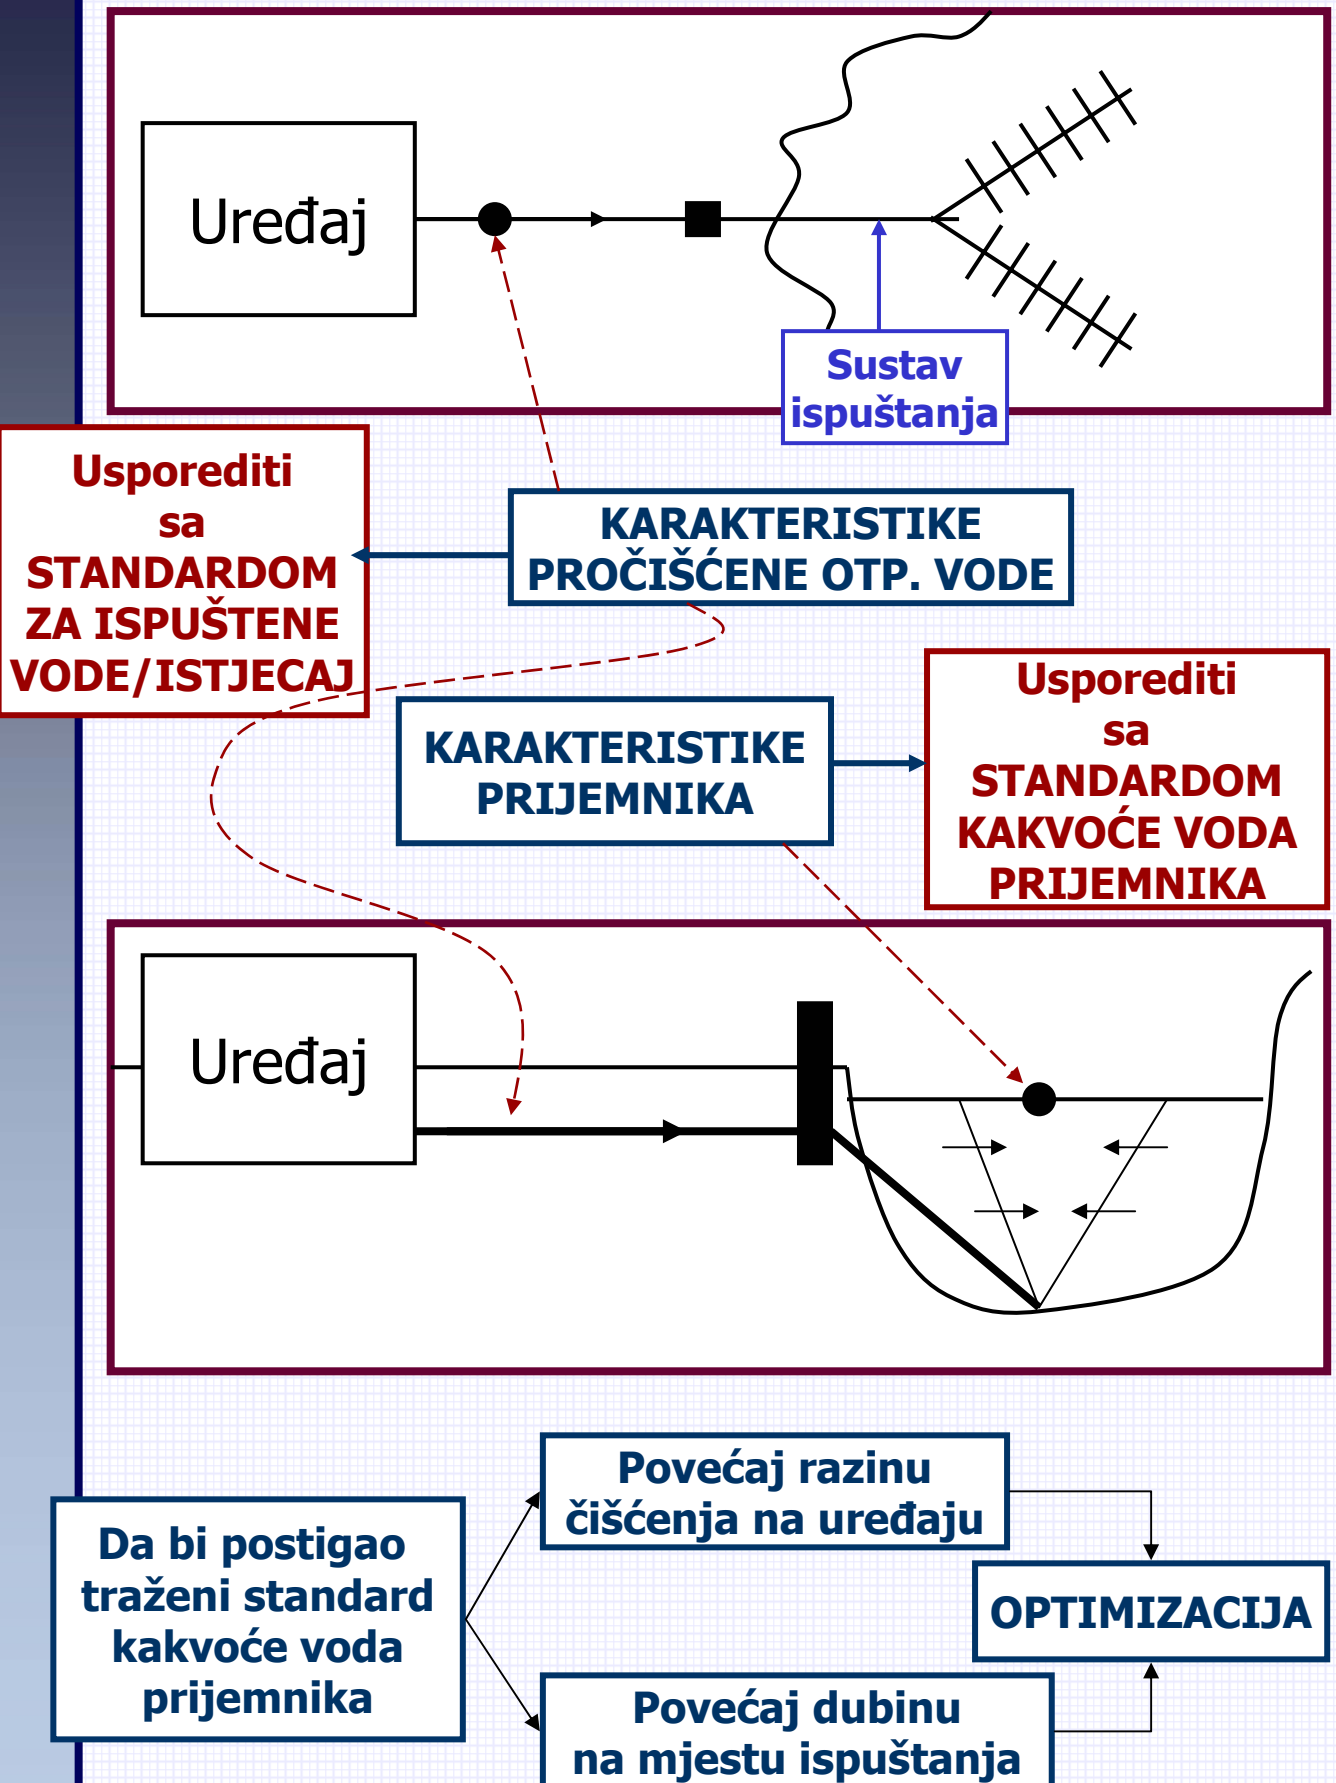 Uređaj
Sustav
ispuštanja
Usporediti
sa
STANDARDOM
ZA ISPUŠTENE
VODE/ISTJECAJ
KARAKTERISTIKE
PROČIŠĆENE OTP. VODE
KARAKTERISTIKE
PRIJEMNIKA
Usporediti
sa
STANDARDOM
KAKVOĆE VODA
PRIJEMNIKA
Uređaj
Povećaj razinu
čišćenja na uređaju
Da bi postigao
traženi standard
kakvoće voda
prijemnika
OPTIMIZACIJA
Povećaj dubinu
na mjestu ispuštanja